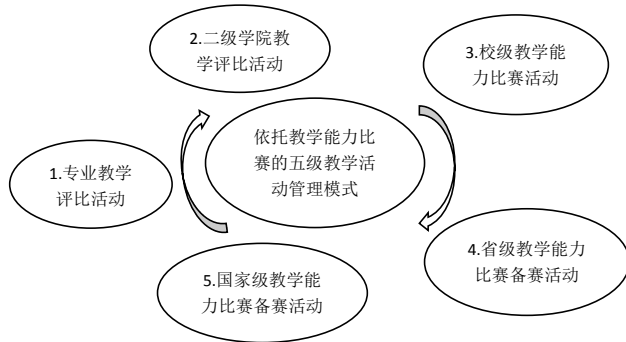 2.二级学院教
学评比活动
3.校级教学能
力比赛活动
依托教学能力比
赛的五级教学活
动管理模式
1.专业教学
评比活动
4.省级教学能力
比赛备赛活动
5.国家级教学能
力比赛备赛活动